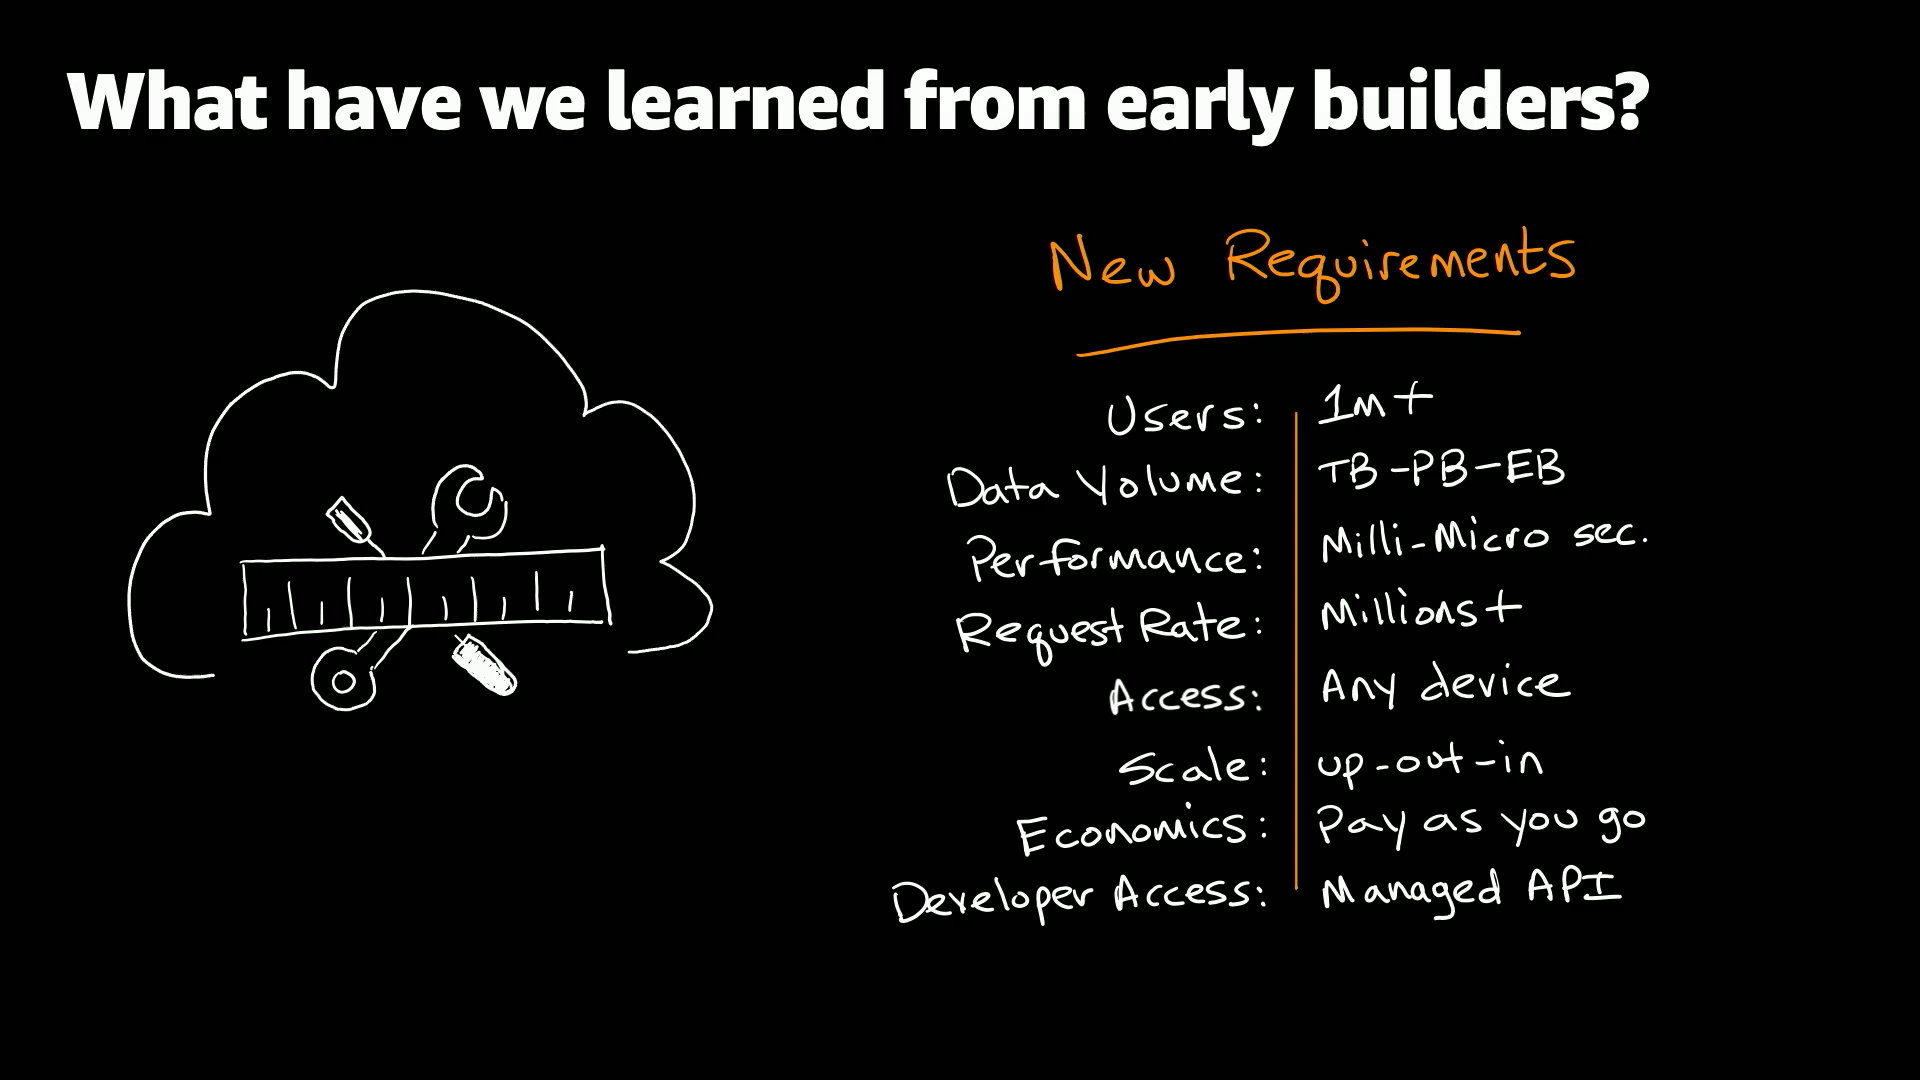 What have we learned from early builders?
New Requirements
Users: 1m+
Data Volume: TB-PB-EB
Performance: Milli-Micro sec.
Request Rate: Millions+
Access: Any device
Scale: up-out-in
Economics: Pay as you go
Developer Access: Managed API